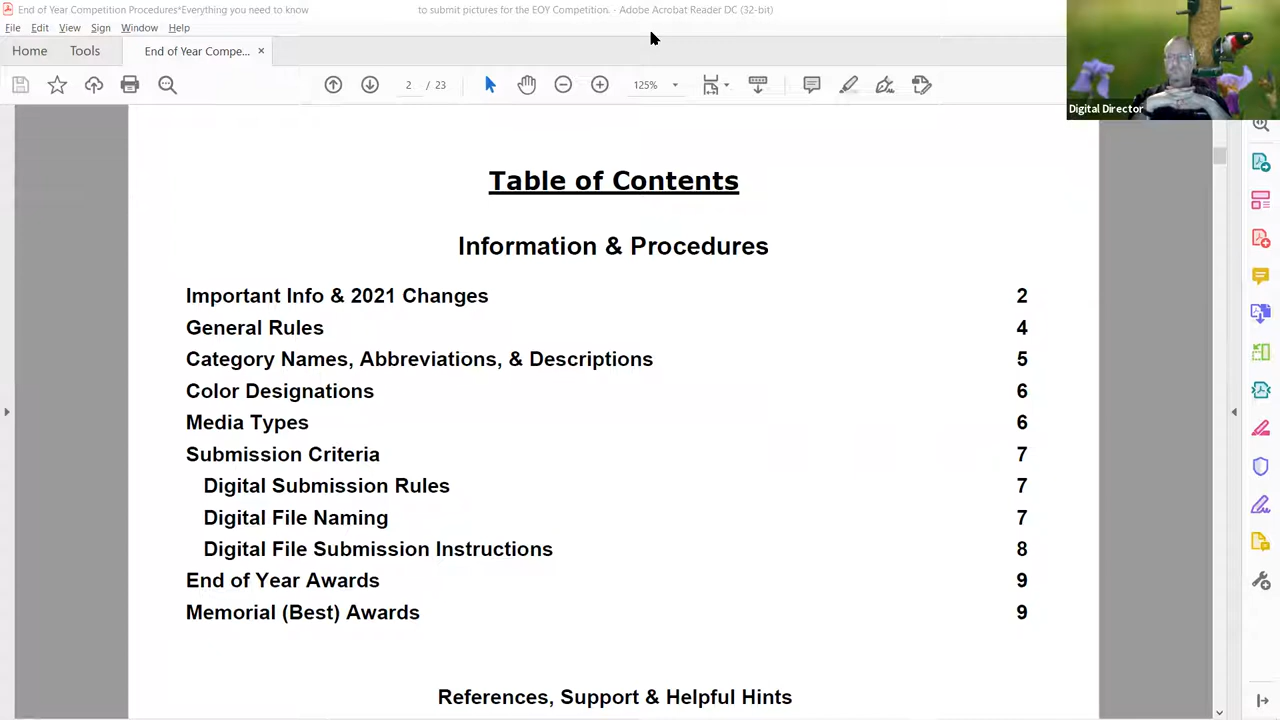 End of Year Competition Procedures*Everything you need to know to submit pictures for the EOY Competition. - Adobe Acrobat Reader DC (32-bit)
File Edit View Sign Window Help
Home Tools End of Year Compe... ×
2 / 23 125%
Digital Director
Table of Contents
Information & Procedures
Important Info & 2021 Changes 2
General Rules 4
Category Names, Abbreviations, & Descriptions 5
Color Designations 6
Media Types 6
Submission Criteria 7
Digital Submission Rules 7
Digital File Naming 7
Digital File Submission Instructions 8
End of Year Awards 9
Memorial (Best) Awards 9
References, Support & Helpful Hints